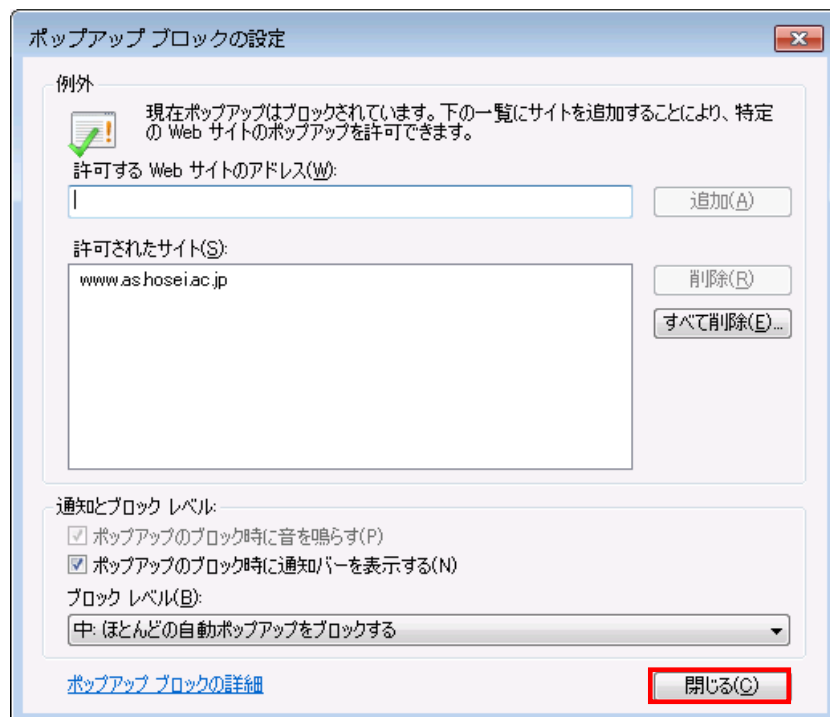 ポップアップ ブロックの設定
例外
現在ポップアップはブロックされています。下の一覧にサイトを追加することにより、特定
の Web サイトのポップアップを許可できます。
許可する Web サイトのアドレス(W):
追加(A)
許可されたサイト(S):
www.as.hosei.ac.jp
削除(R)
すべて削除(E)...
通知とブロック レベル:
ポップアップのブロック時に音を鳴らす(P)
ポップアップのブロック時に通知バーを表示する(N)
ブロック レベル(B):
中: ほとんどの自動ポップアップをブロックする
ポップアップ ブロックの詳細
閉じる(C)